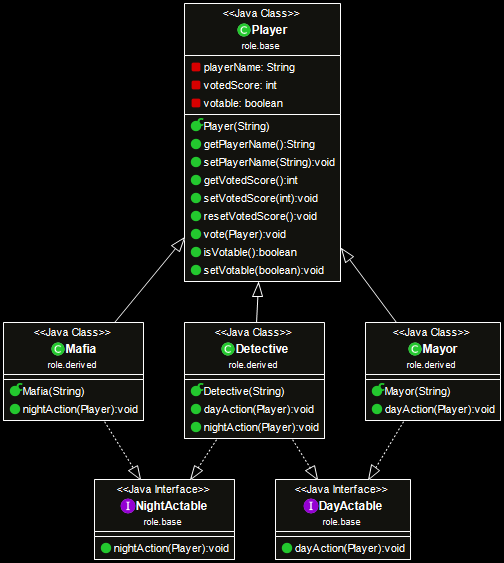 <<Java Class>>
Player
role.base
playerName: String
votedScore: int
votable: boolean
Player(String)
getPlayerName():String
setPlayerName(String):void
getVotedScore():int
setVotedScore(int):void
resetVotedScore():void
vote(Player):void
isVotable():boolean
setVotable(boolean):void
<<Java Class>>
Mafia
role.derived
Mafia(String)
nightAction(Player):void
<<Java Class>>
Detective
role.derived
Detective(String)
dayAction(Player):void
nightAction(Player):void
<<Java Class>>
Mayor
role.derived
Mayor(String)
dayAction(Player):void
<<Java Interface>>
NightActable
role.base
nightAction(Player):void
<<Java Interface>>
DayActable
role.base
dayAction(Player):void